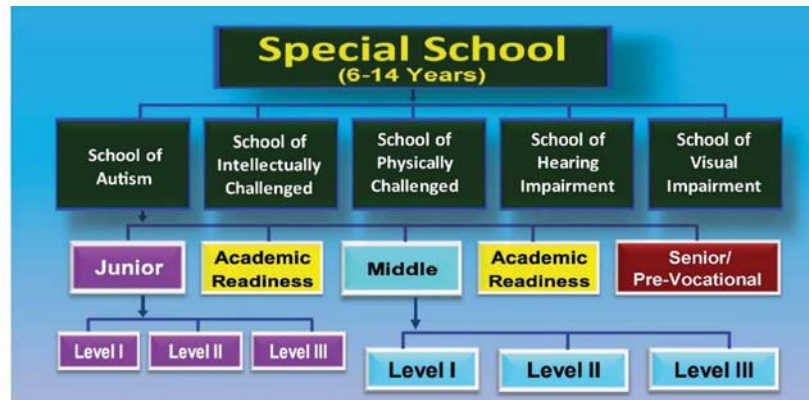 Special School
(6-14 Years)
School of
Autism
School of
Intellectually
Challenged
School of
Physically
Challenged
School of
Hearing
Impairment
School of
Visual
Impairment
Junior
Academic
Readiness
Middle
Academic
Readiness
Senior/
Pre-Vocational
Level I
Level II
Level III
Level I
Level II
Level III